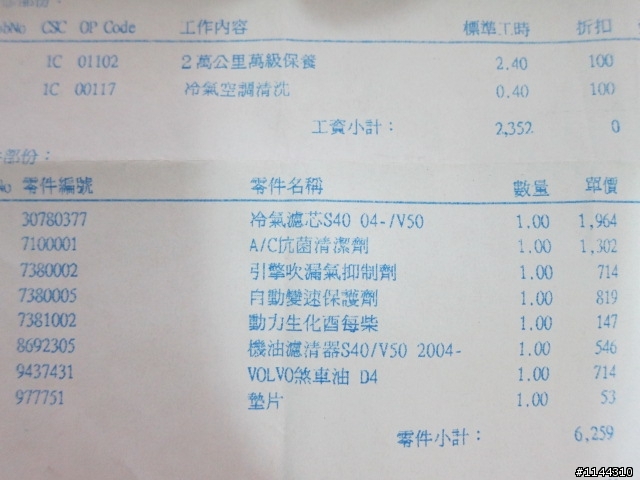 bNo CSC OP Code 工作內容 標準工時 折扣
1C 01102 2萬公里萬級保養 2.40 100
1C 00117 冷氣空調清洗 0.40 100
工資小計： 2,352 0
部份：
No 零件編號 零件名稱 數量 單價
30780377 冷氣濾芯S40 04-/V50 1.00 1,964
7100001 A/C抗菌清潔劑 1.00 1,302
7380002 引擎吹漏氣抑制劑 1.00 714
7380005 自動變速保護劑 1.00 819
7381002 動力生化酉每柴 1.00 147
8692305 機油濾清器S40/V50 2004- 1.00 546
9437431 VOLVO煞車油 D4 1.00 714
977751 墊片 1.00 53
零件小計： 6,259
#1144310